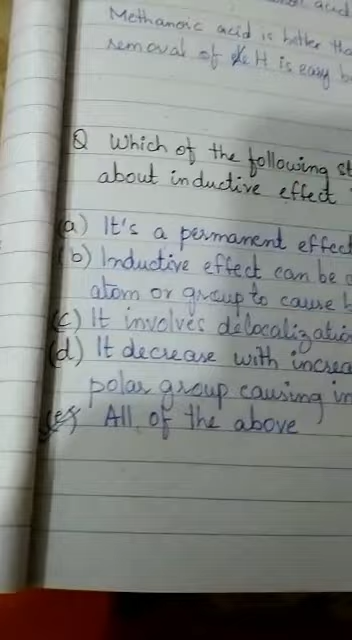 acid
Methanoic acid is better tha
removal of H is easy b
Q Which of the following st
about inductive effect
(a) It's a permanent effect
(b) Inductive effect can be
atom or group to cause b
(c) It involves delocalizatio
(d) It decrease with increa
polar group causing in
All of the above